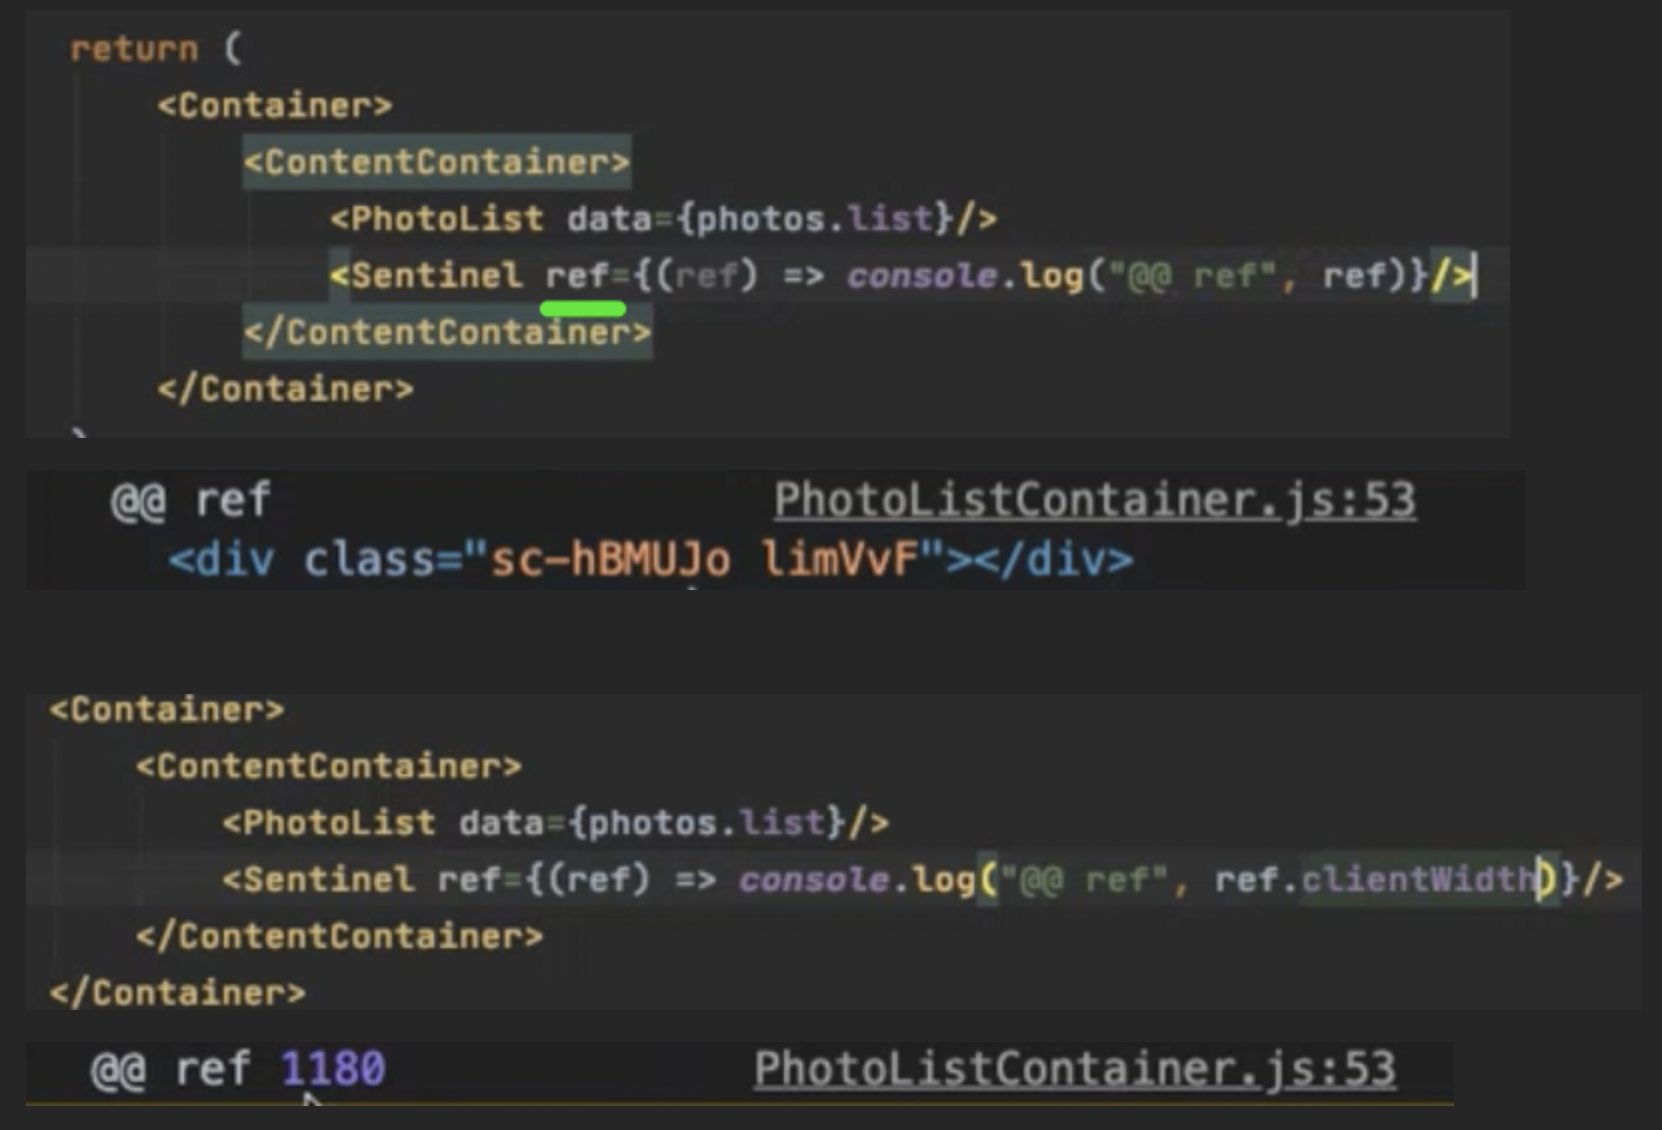 return (
<Container>
<ContentContainer>
<PhotoList data={photos.list}/>
<Sentinel ref={(ref) => console.log("@@ ref", ref)}/>
</ContentContainer>
</Container>
@@ ref PhotoListContainer.js:53
<div class="sc-hBMUJo limVvF"></div>
<Container>
<ContentContainer>
<PhotoList data={photos.list}/>
<Sentinel ref={(ref) => console.log("@@ ref", ref.clientWidth)}/>
</ContentContainer>
</Container>
@@ ref 1180 PhotoListContainer.js:53